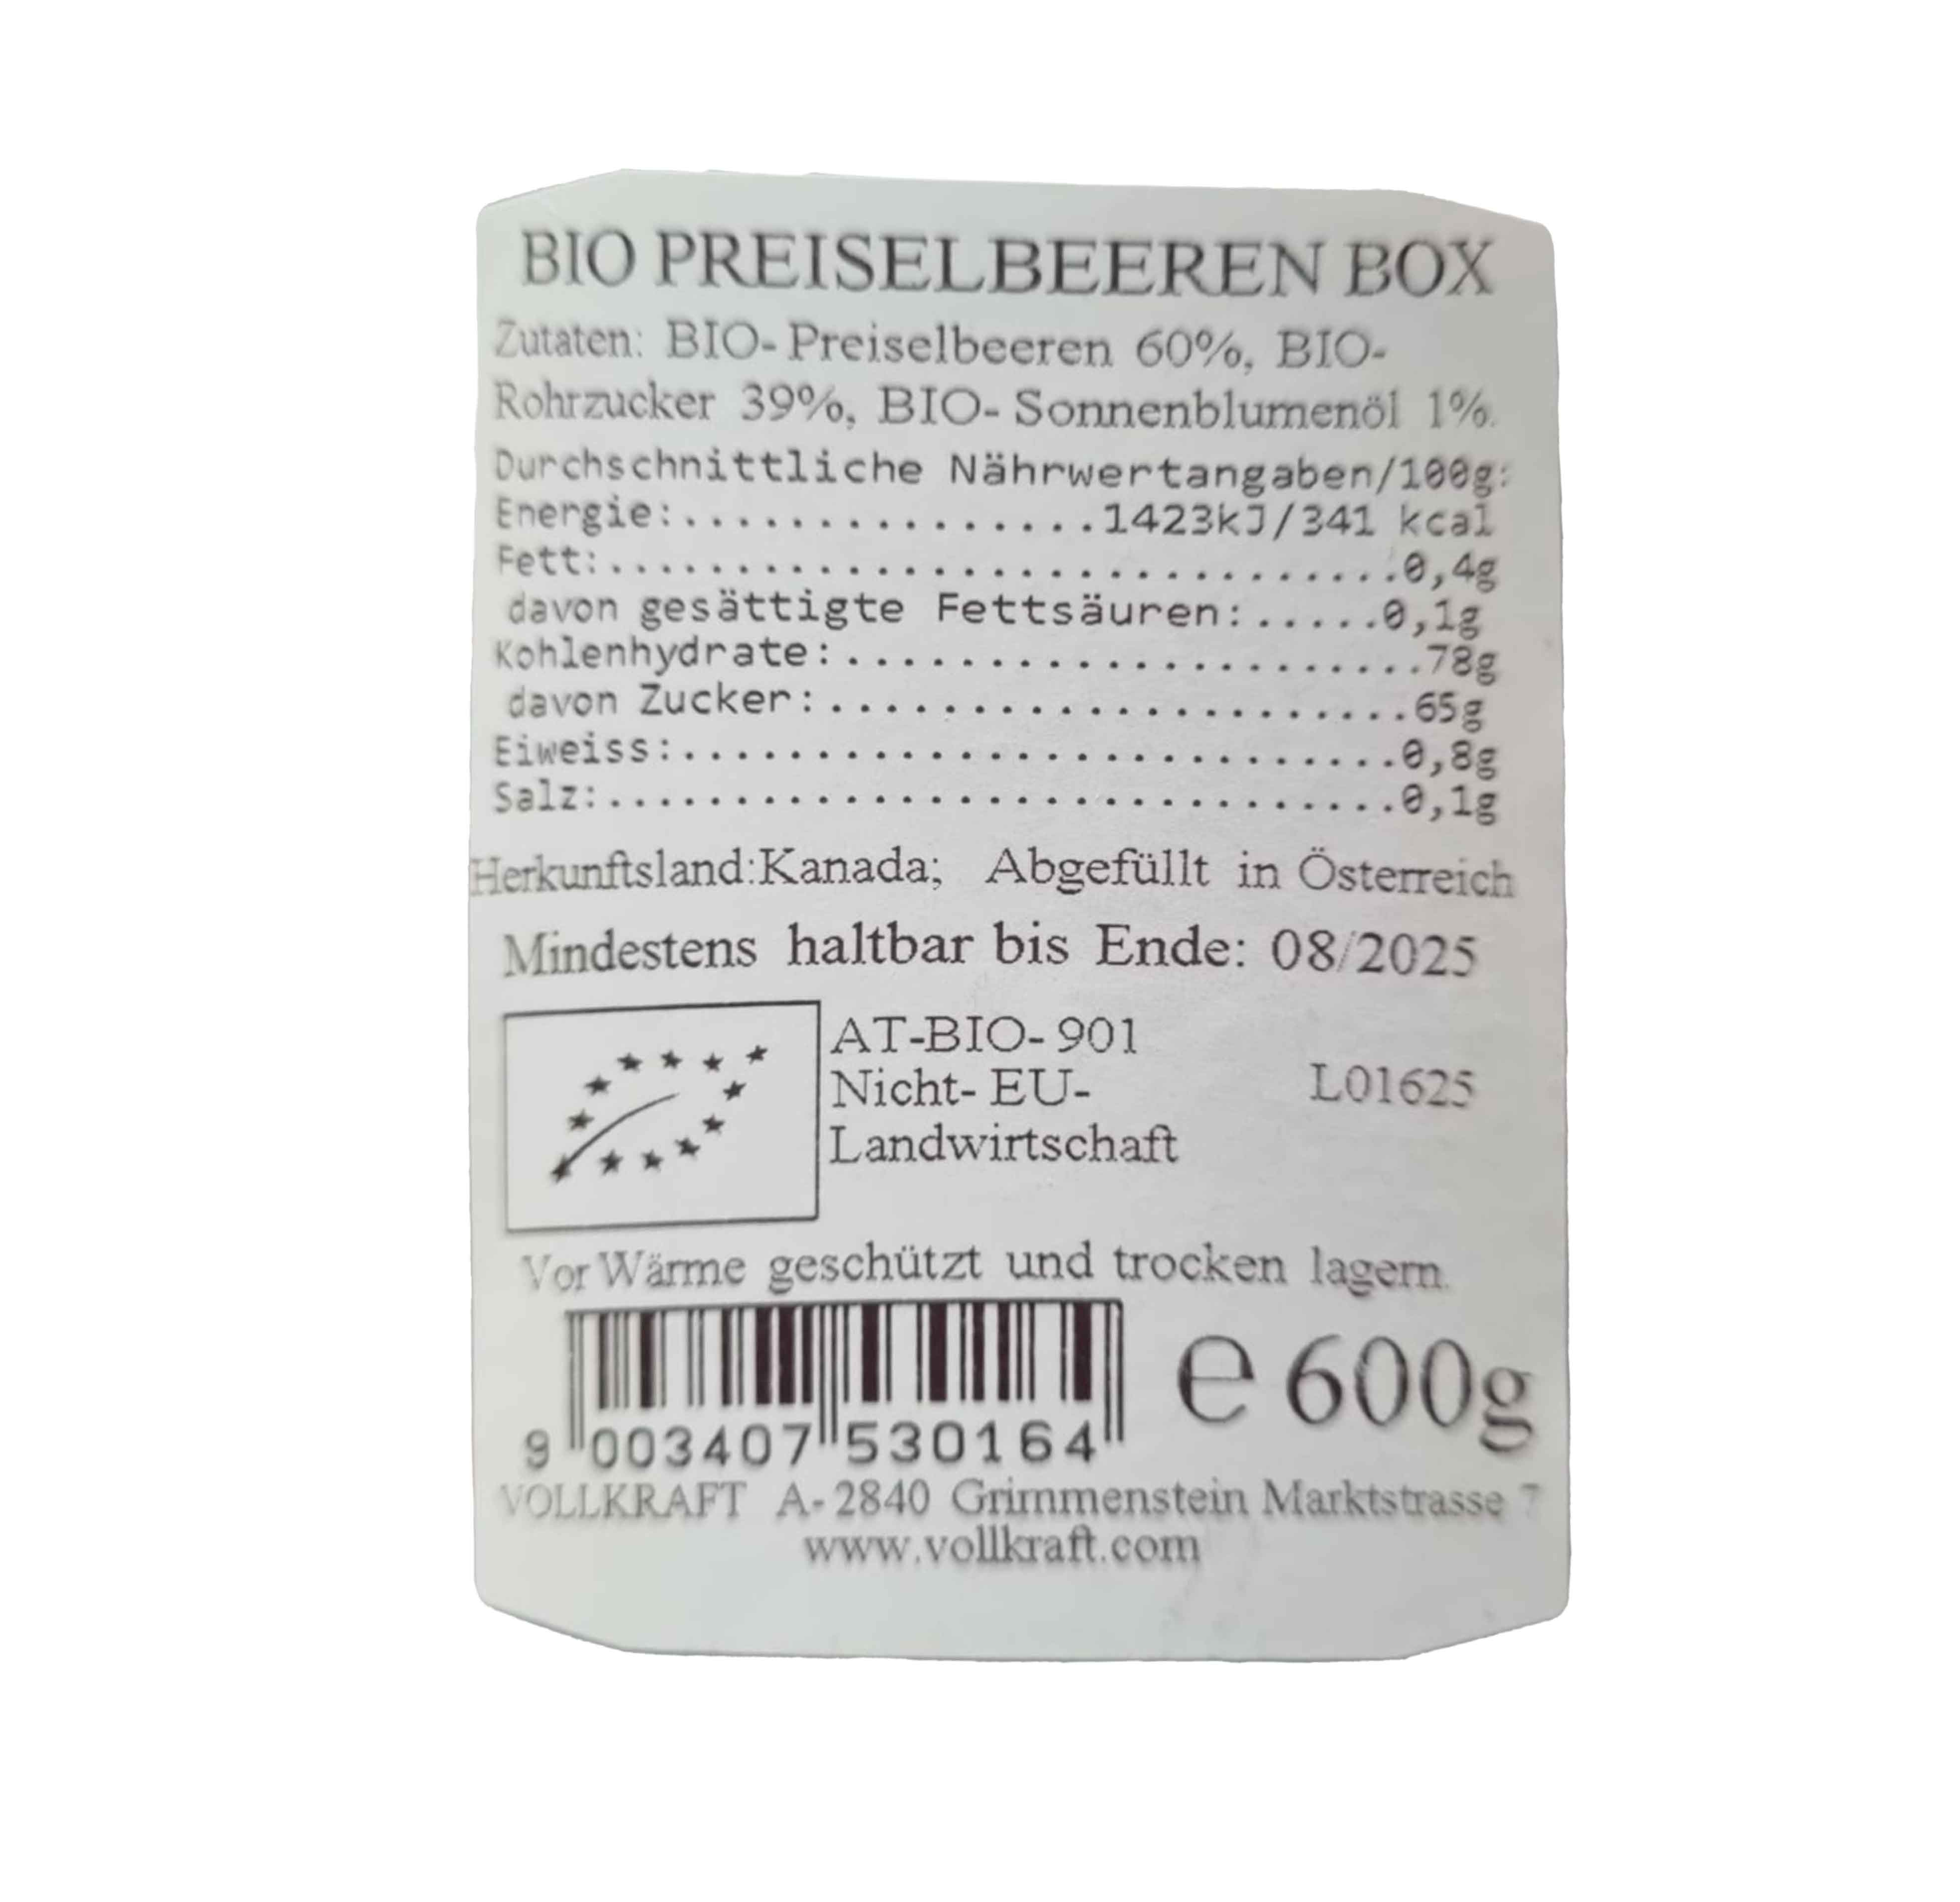 BIO PREISELBEEREN BOX
Zutaten: BIO- Preiselbeeren 60%, BIO-
Rohrzucker 39%, BIO- Sonnenblumenöl 1%.
Durchschnittliche Nährwertangaben/100g:
Energie:...............1423kJ/341 kcal
Fett:.............................0,4g
davon gesättigte Fettsäuren:.....0,1g
Kohlenhydrate:.....................78g
davon Zucker:.....................65g
Eiweiss:..........................0,8g
Salz:.............................0,1g
Herkunftsland:Kanada; Abgefüllt in Österreich
Mindestens haltbar bis Ende: 08/2025
AT-BIO- 901
Nicht- EU-
Landwirtschaft
L01625
Vor Wärme geschützt und trocken lagern.
e 600g
9 003407 530164
VOLLKRAFT A- 2840 Grimmenstein Marktstrasse 7
www.vollkraft.com